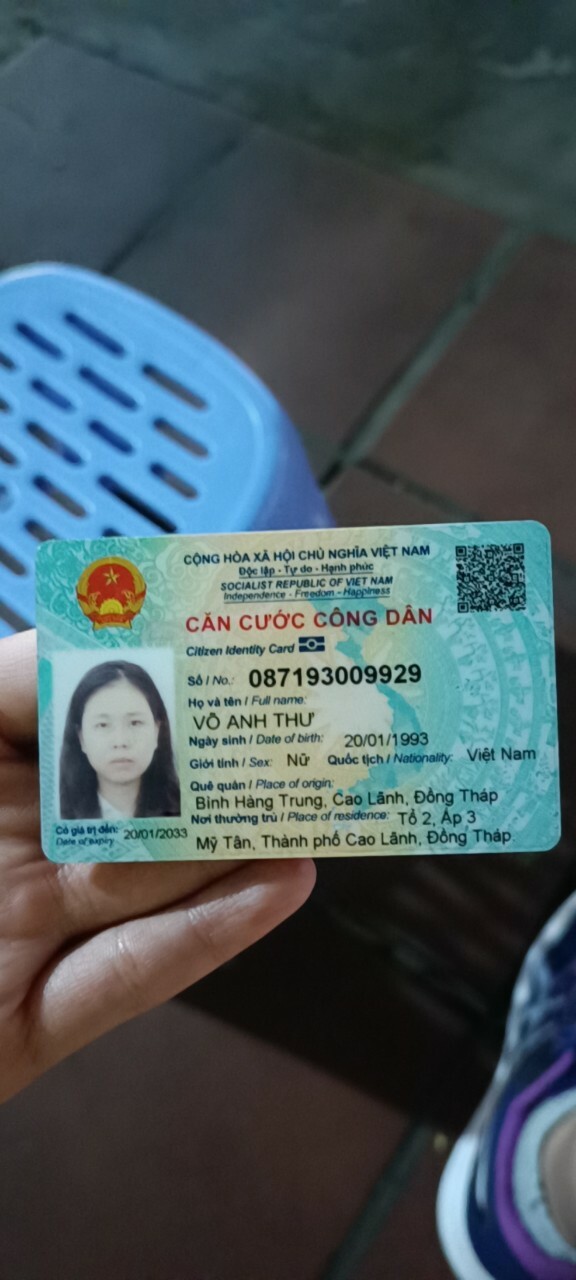 CỘNG HÒA XÃ HỘI CHỦ NGHĨA VIỆT NAM
Độc lập - Tự do - Hạnh phúc
SOCIALIST REPUBLIC OF VIET NAM
Independence - Freedom - Happiness
CĂN CƯỚC CÔNG DÂN
Citizen Identity Card
Số / No.: 087193009929
Họ và tên / Full name:
VÕ ANH THƯ
Ngày sinh / Date of birth: 20/01/1993
Giới tính / Sex: Nữ Quốc tịch / Nationality: Việt Nam
Quê quán / Place of origin:
Bình Hàng Trung, Cao Lãnh, Đồng Tháp
Nơi thường trú / Place of residence: Tổ 2, Ấp 3
Mỹ Tân, Thành phố Cao Lãnh, Đồng Tháp
Có giá trị đến: 20/01/2033
Date of expiry